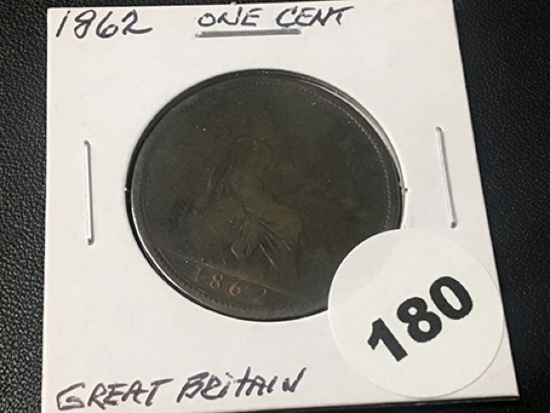 1862 ONE CENT
1862
180
GREAT BRITAIN